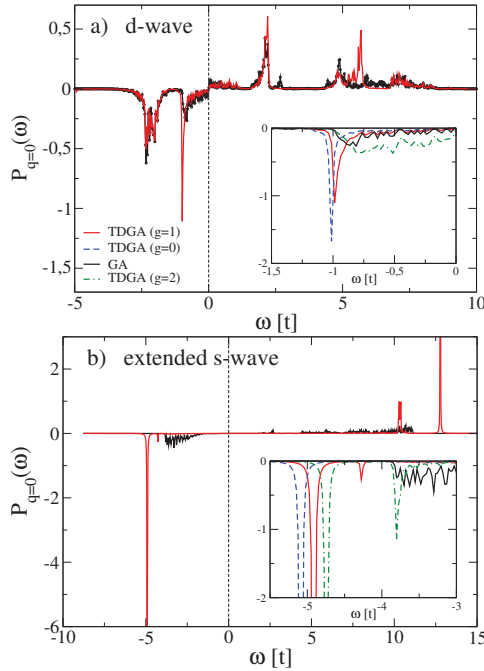 a) d-wave
0.5
0
-0.5
-1
-1.5
P_{q=0}(ω)
TDGA (g=1)
TDGA (g=0)
GA
TDGA (g=2)
0
-1
-2
-1,5
-1
-0,5
0
ω [t]
-5
0
5
10
ω [t]
b) extended s-wave
2
0
-2
-4
-6
P_{q=0}(ω)
0
-1
-2
-5
-4
-3
ω [t]
-10
-5
0
5
10
15
ω [t]